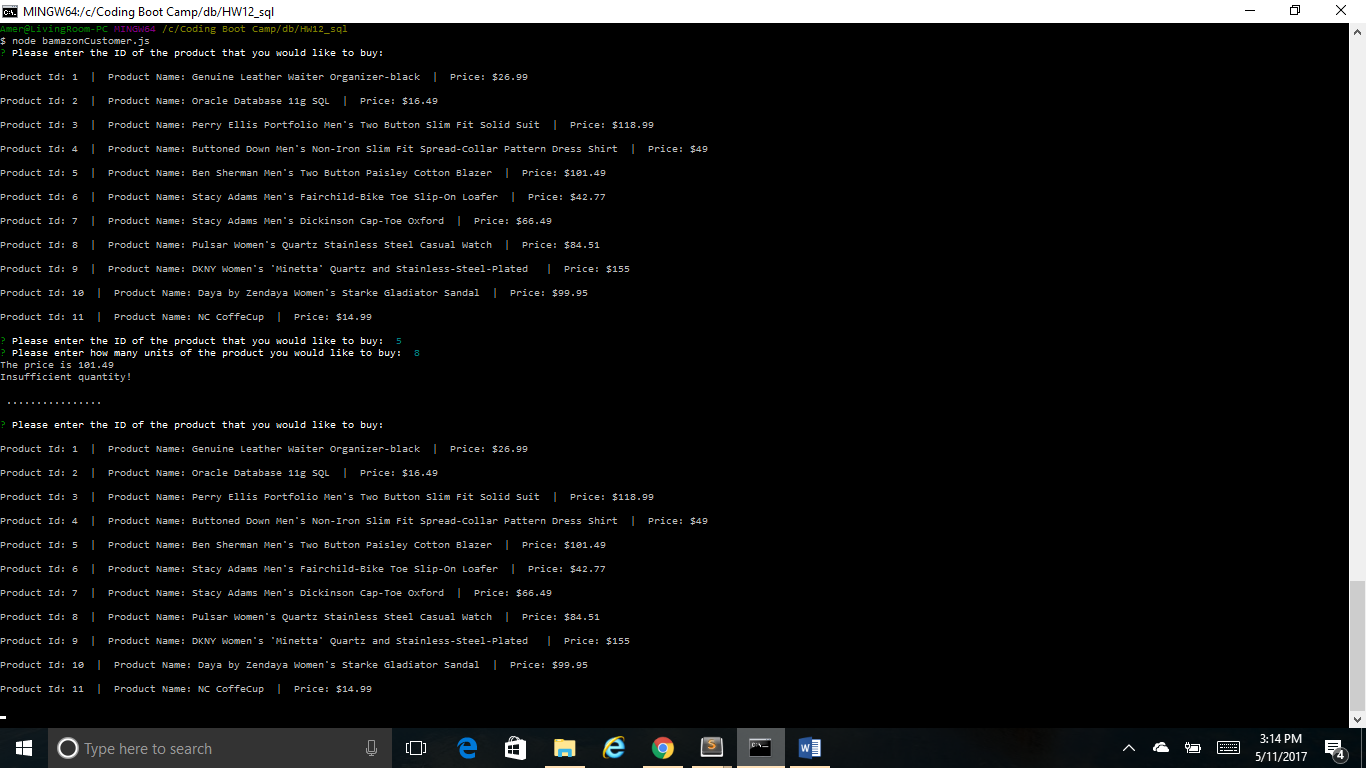 MINGW64:/c/Coding Boot Camp/db/HW12_sql
Amer@LivingRoom-PC MINGW64 /c/Coding Boot Camp/db/HW12_sql
$ node bamazonCustomer.js
? Please enter the ID of the product that you would like to buy:
Product Id: 1  |  Product Name: Genuine Leather Waiter Organizer-black  |  Price: $26.99
Product Id: 2  |  Product Name: Oracle Database 11g SQL  |  Price: $16.49
Product Id: 3  |  Product Name: Perry Ellis Portfolio Men's Two Button Slim Fit Solid Suit  |  Price: $118.99
Product Id: 4  |  Product Name: Buttoned Down Men's Non-Iron Slim Fit Spread-Collar Pattern Dress Shirt  |  Price: $49
Product Id: 5  |  Product Name: Ben Sherman Men's Two Button Paisley Cotton Blazer  |  Price: $101.49
Product Id: 6  |  Product Name: Stacy Adams Men's Fairchild-Bike Toe Slip-On Loafer  |  Price: $42.77
Product Id: 7  |  Product Name: Stacy Adams Men's Dickinson Cap-Toe Oxford  |  Price: $66.49
Product Id: 8  |  Product Name: Pulsar Women's Quartz Stainless Steel Casual Watch  |  Price: $84.51
Product Id: 9  |  Product Name: DKNY Women's 'Minetta' Quartz and Stainless-Steel-Plated   |  Price: $155
Product Id: 10  |  Product Name: Daya by Zendaya Women's Starke Gladiator Sandal  |  Price: $99.95
Product Id: 11  |  Product Name: NC CoffeCup  |  Price: $14.99
? Please enter the ID of the product that you would like to buy:  5
? Please enter how many units of the product you would like to buy:  8
The price is 101.49
Insufficient quantity!
................
? Please enter the ID of the product that you would like to buy:
Product Id: 1  |  Product Name: Genuine Leather Waiter Organizer-black  |  Price: $26.99
Product Id: 2  |  Product Name: Oracle Database 11g SQL  |  Price: $16.49
Product Id: 3  |  Product Name: Perry Ellis Portfolio Men's Two Button Slim Fit Solid Suit  |  Price: $118.99
Product Id: 4  |  Product Name: Buttoned Down Men's Non-Iron Slim Fit Spread-Collar Pattern Dress Shirt  |  Price: $49
Product Id: 5  |  Product Name: Ben Sherman Men's Two Button Paisley Cotton Blazer  |  Price: $101.49
Product Id: 6  |  Product Name: Stacy Adams Men's Fairchild-Bike Toe Slip-On Loafer  |  Price: $42.77
Product Id: 7  |  Product Name: Stacy Adams Men's Dickinson Cap-Toe Oxford  |  Price: $66.49
Product Id: 8  |  Product Name: Pulsar Women's Quartz Stainless Steel Casual Watch  |  Price: $84.51
Product Id: 9  |  Product Name: DKNY Women's 'Minetta' Quartz and Stainless-Steel-Plated   |  Price: $155
Product Id: 10  |  Product Name: Daya by Zendaya Women's Starke Gladiator Sandal  |  Price: $99.95
Product Id: 11  |  Product Name: NC CoffeCup  |  Price: $14.99
Type here to search
3:14 PM
5/11/2017
4